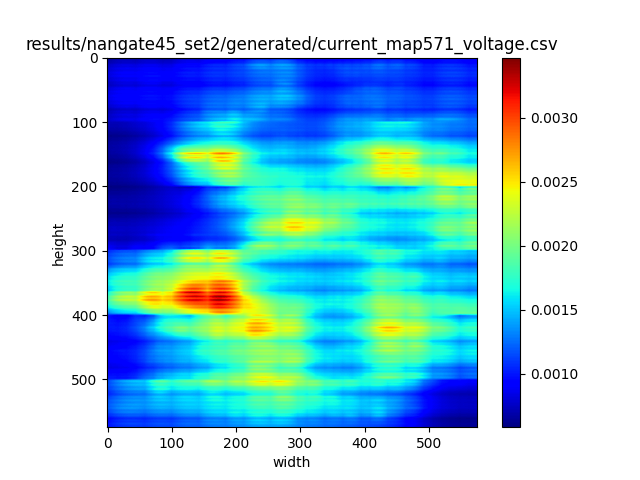 results/nangate45_set2/generated/current_map571_voltage.csv
0
100
200
300
400
500
height
0 100 200 300 400 500
width
0.0030
0.0025
0.0020
0.0015
0.0010